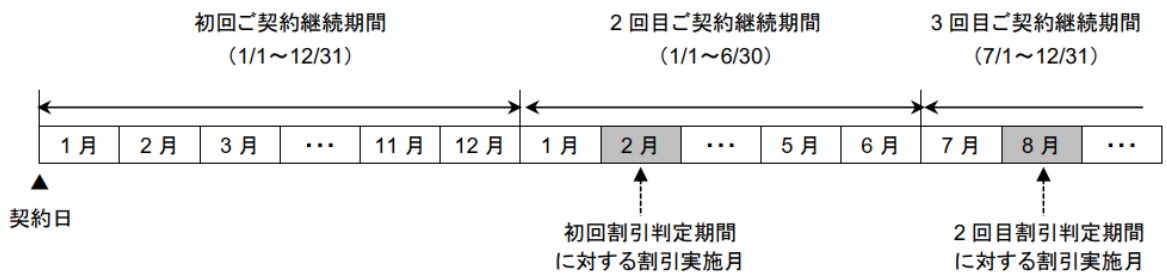 初回ご契約継続期間
（1/1～12/31）
2 回目ご契約継続期間
（1/1～6/30）
3 回目ご契約継続期間
（7/1～12/31）
1 月 2 月 3 月 ･･･ 11 月 12 月 1 月 2 月 ･･･ 5 月 6 月 7 月 8 月 ･･･
▲
契約日
初回割引判定期間
に対する割引実施月
2 回目割引判定期間
に対する割引実施月